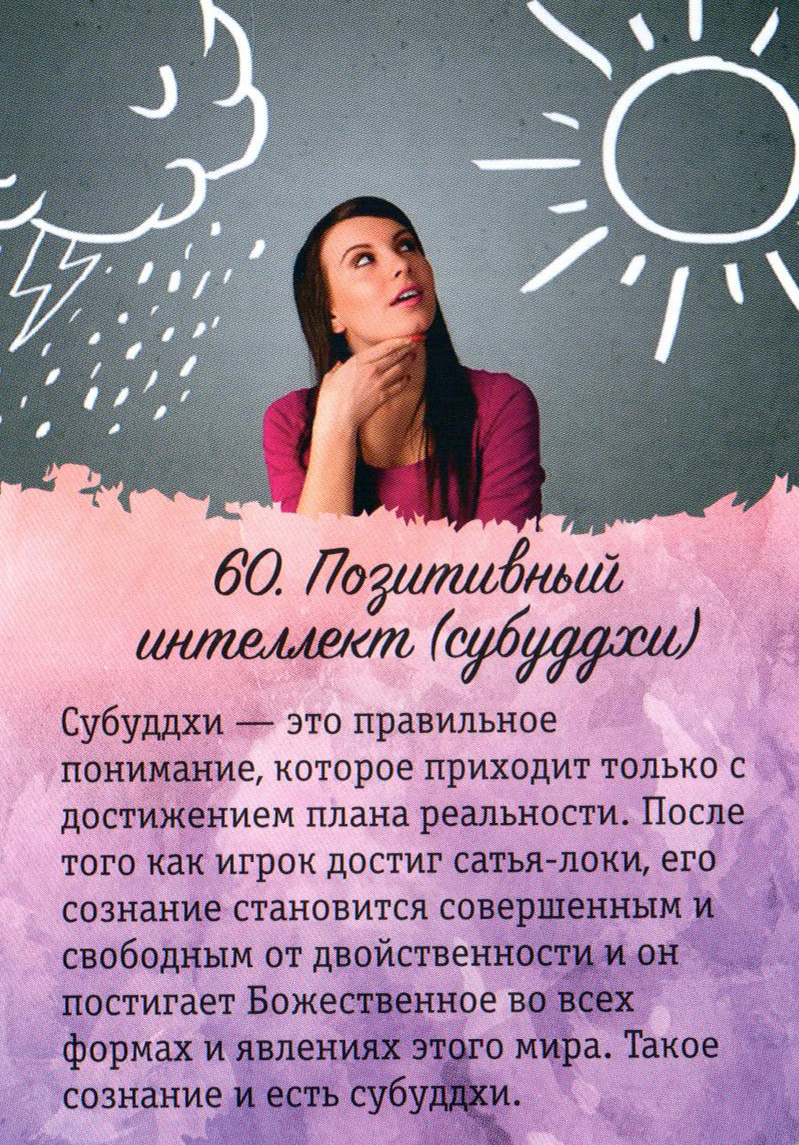 60. Позитивный
интеллект (субуддхи)
Субуддхи — это правильное
понимание, которое приходит только с
достижением плана реальности. После
того как игрок достиг сатья-локи, его
сознание становится совершенным и
свободным от двойственности и он
постигает Божественное во всех
формах и явлениях этого мира. Такое
сознание и есть субуддхи.